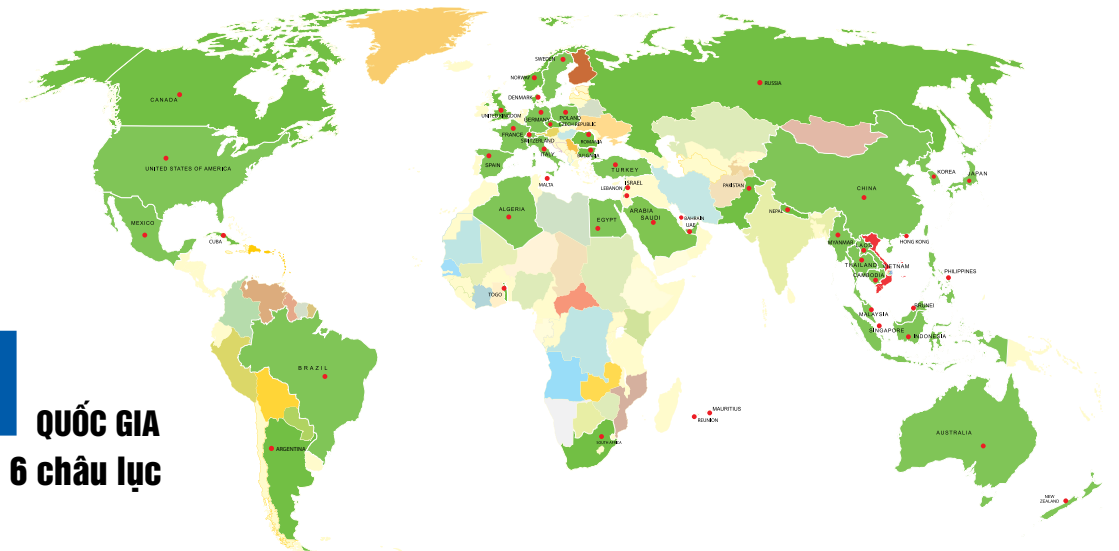 SWEDEN
NORWAY
RUSSIA
DENMARK
CANADA
UNITED KINGDOM
POLAND
GERMANY
CZECH REPUBLIC
FRANCE
SWITZERLAND
ROMANIA
ITALY
BULGARIA
SPAIN
UNITED STATES OF AMERICA
TURKEY
KOREA
JAPAN
MALTA
ISRAEL
LEBANON
PAKISTAN
CHINA
ALGERIA
ARABIA
SAUDI
BAHRAIN
UAE
EGYPT
NEPAL
MEXICO
CUBA
MYANMAR
LAOS
HONG KONG
THAILAND
VIETNAM
CAMBODIA
PHILIPPINES
TOGO
BRUNEI
MALAYSIA
SINGAPORE
INDONESIA
BRAZIL
MAURITIUS
REUNION
QUỐC GIA
6 châu lục
ARGENTINA
SOUTH AFRICA
AUSTRALIA
NEW
ZEALAND